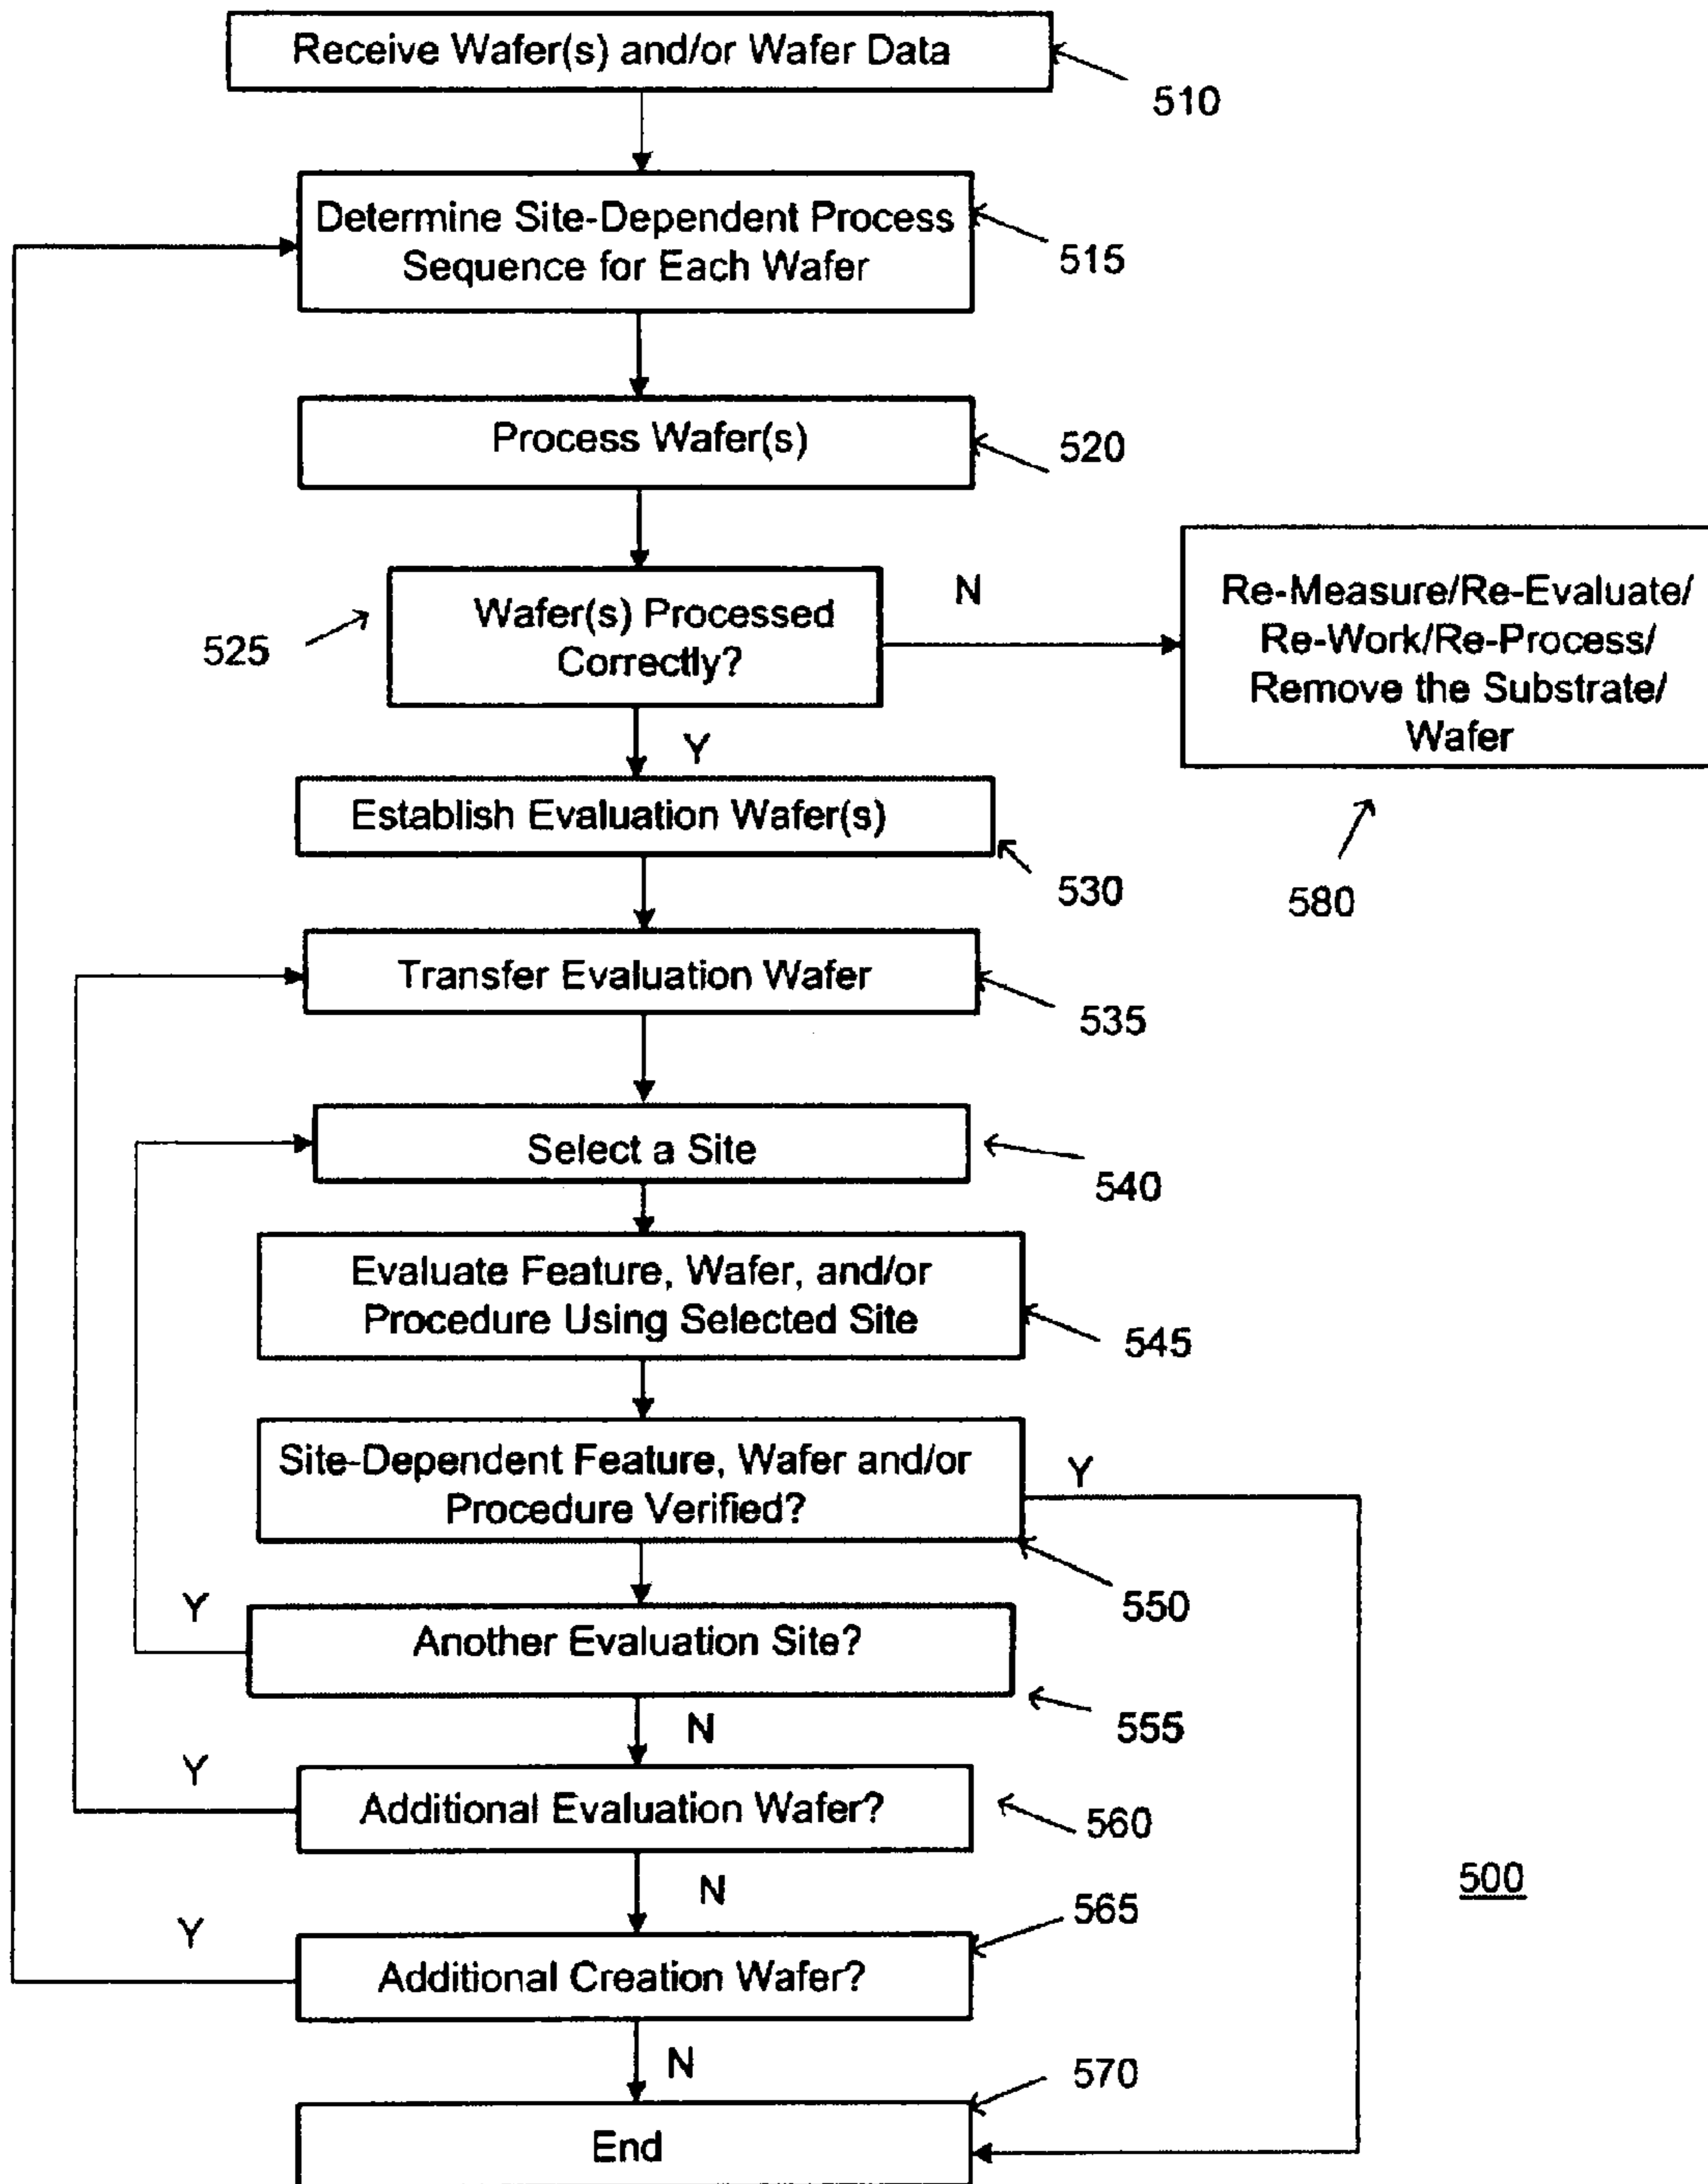 Receive Wafer(s) and/or Wafer Data
510
Determine Site-Dependent Process
Sequence for Each Wafer
515
Process Wafer(s)
520
Wafer(s) Processed
Correctly?
525
N
Re-Measure/Re-Evaluate/
Re-Work/Re-Process/
Remove the Substrate/
Wafer
580
Y
Establish Evaluation Wafer(s)
530
Transfer Evaluation Wafer
535
Select a Site
540
Evaluate Feature, Wafer, and/or
Procedure Using Selected Site
545
Site-Dependent Feature, Wafer and/or
Procedure Verified?
Y
550
Y
Another Evaluation Site?
555
N
Y
Additional Evaluation Wafer?
560
N
500
Y
Additional Creation Wafer?
565
N
End
570